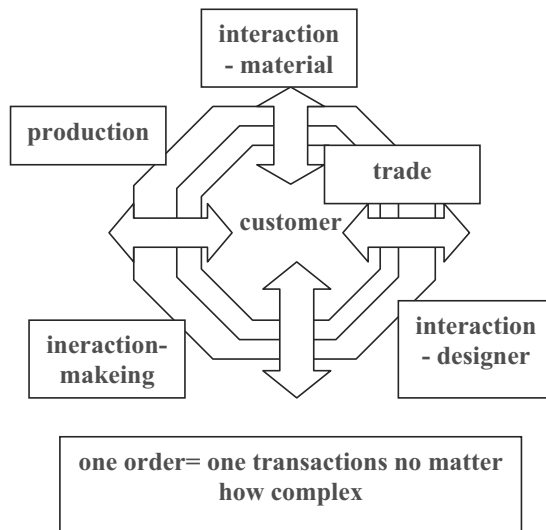 interaction
- material
production
trade
customer
ineraction-
makeing
interaction
- designer
one order= one transactions no matter
how complex